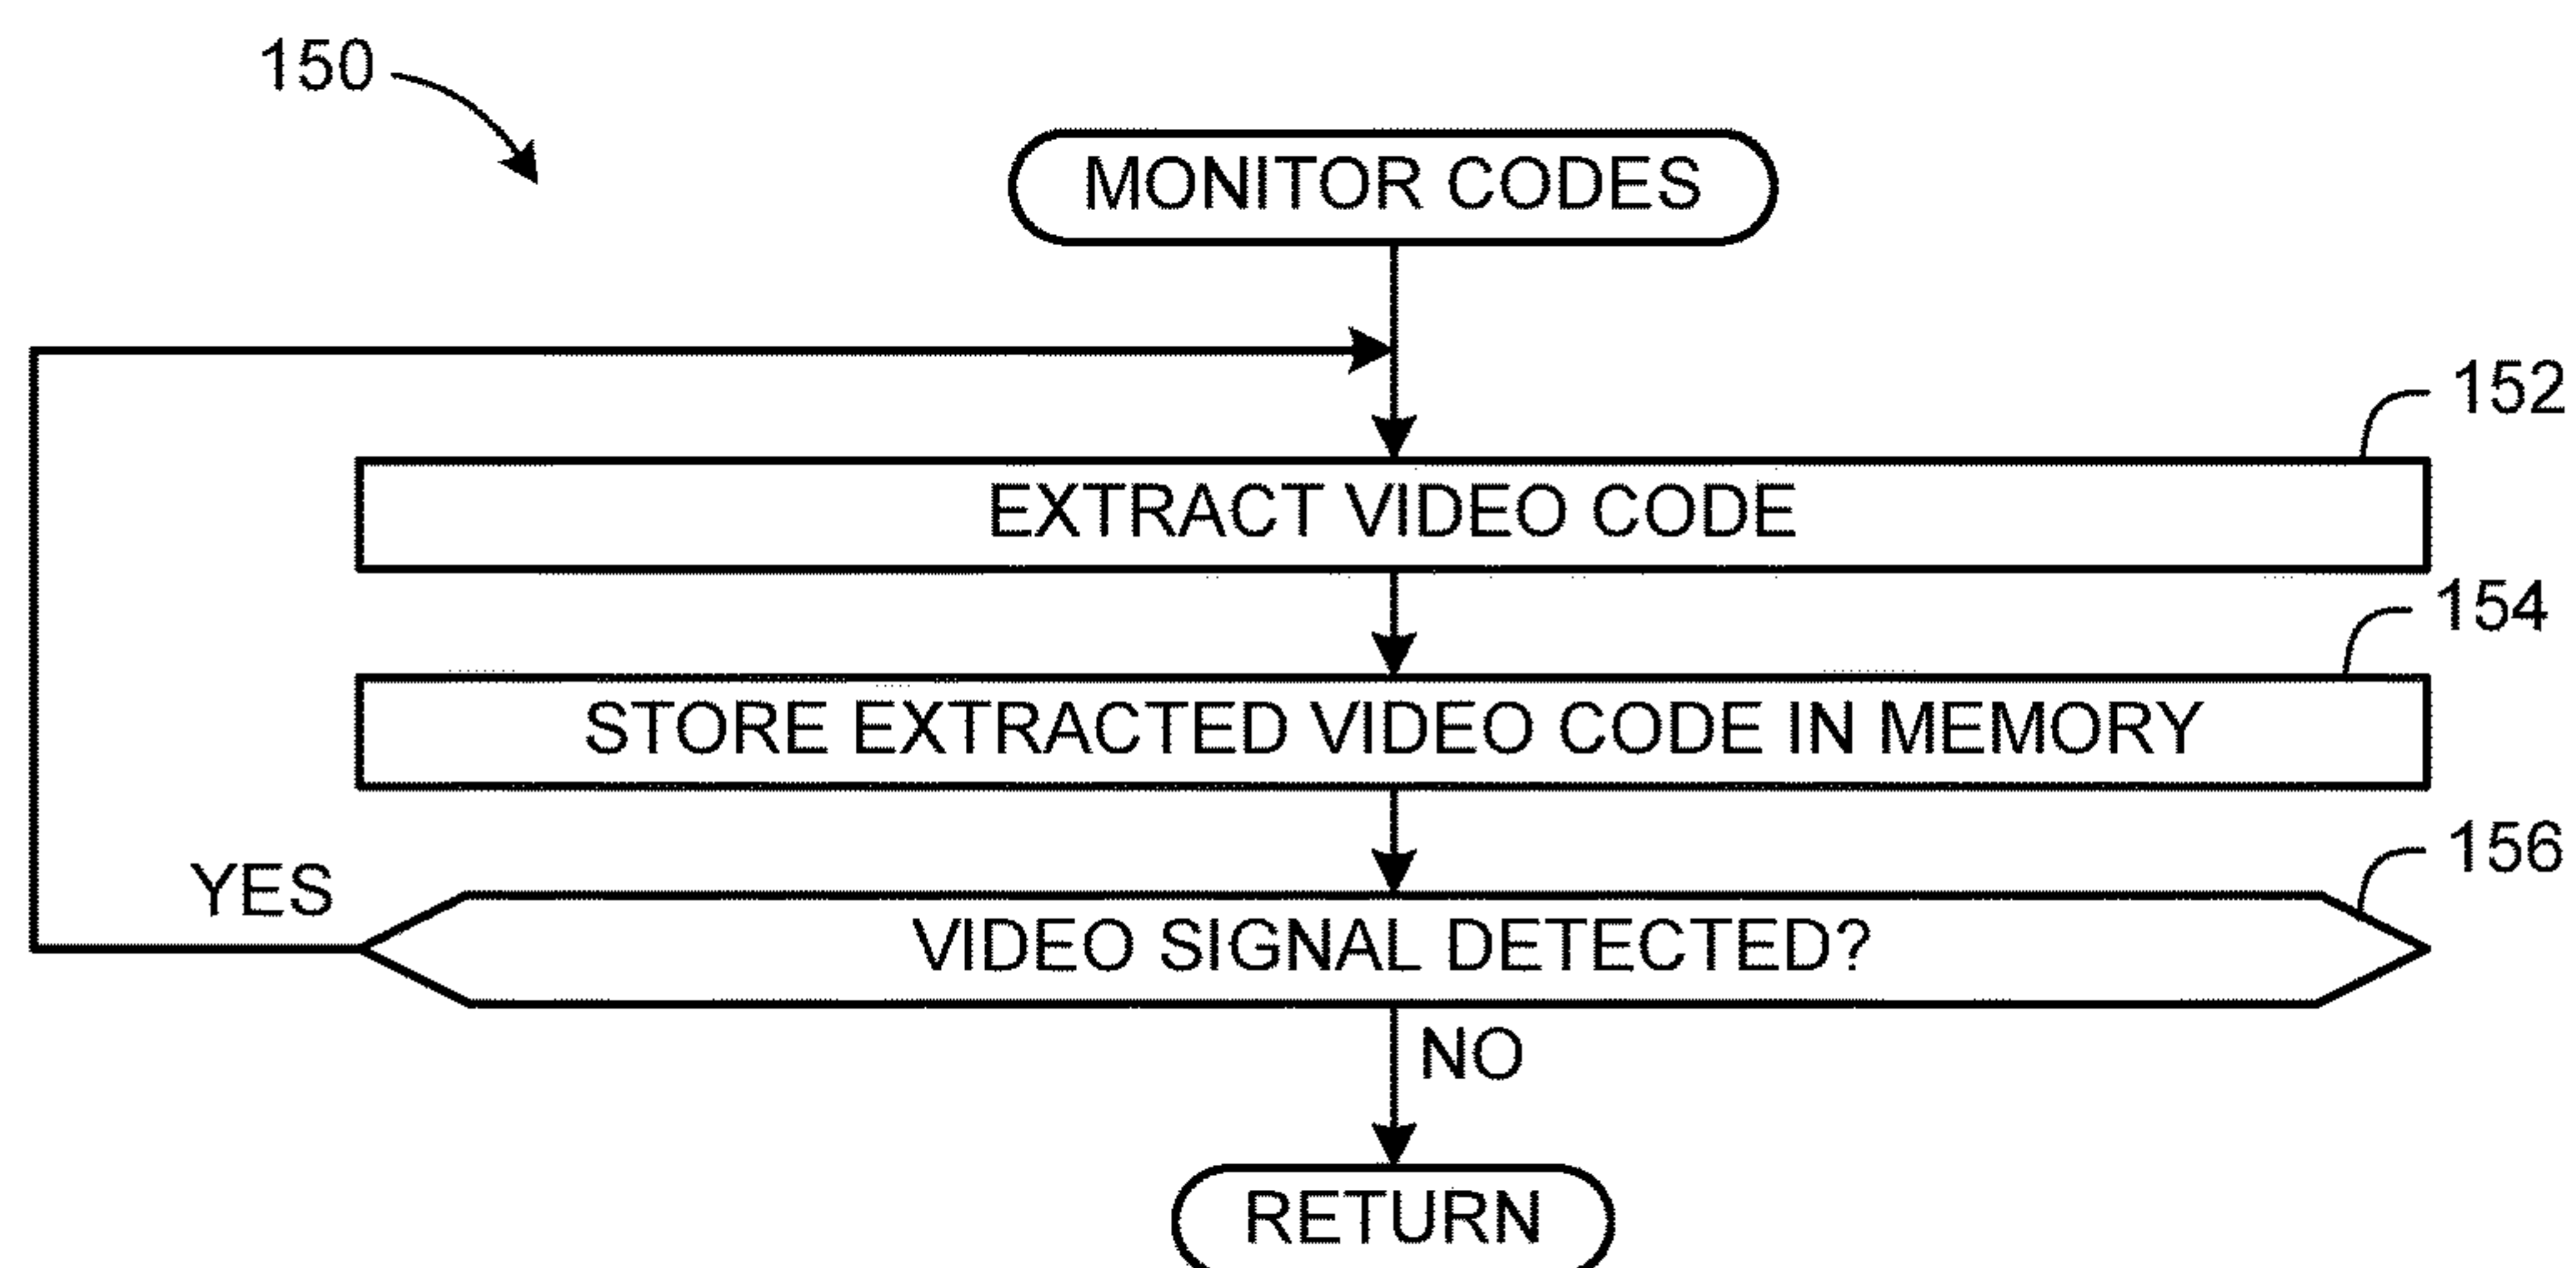 150
MONITOR CODES
152
EXTRACT VIDEO CODE
154
STORE EXTRACTED VIDEO CODE IN MEMORY
156
YES
VIDEO SIGNAL DETECTED?
NO
RETURN